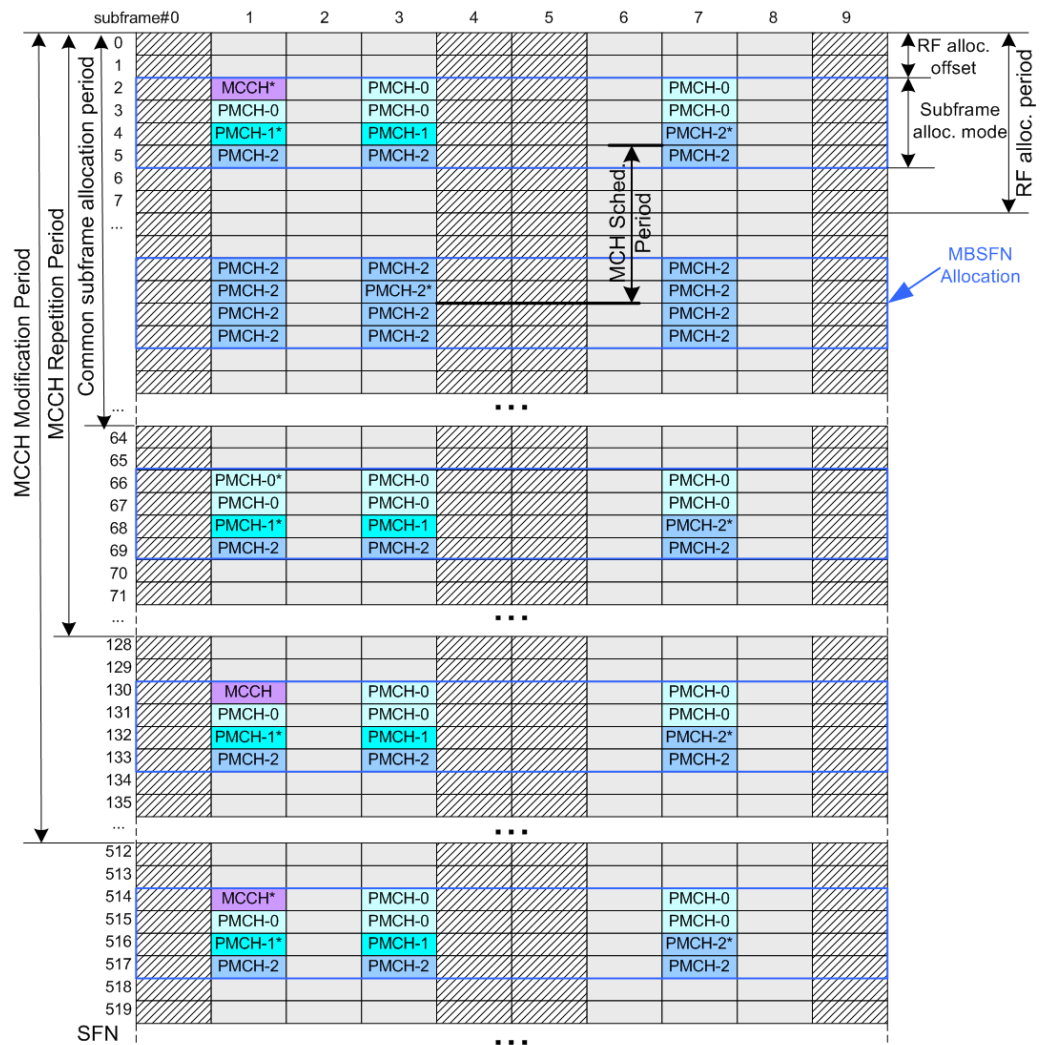 subframe#0 1 2 3 4 5 6 7 8 9
MCCH Modification Period
MCCH Repetition Period
Common subframe allocation period
0
1
2 MCCH* PMCH-0 PMCH-0
3 PMCH-0 PMCH-0 PMCH-0
4 PMCH-1* PMCH-1 PMCH-2*
5 PMCH-2 PMCH-2 PMCH-2
6
7
...
RF alloc.
offset
Subframe
alloc. mode
RF alloc. period
MCH Sched.
Period
PMCH-2 PMCH-2 PMCH-2
PMCH-2 PMCH-2* PMCH-2
PMCH-2 PMCH-2 PMCH-2
PMCH-2 PMCH-2 PMCH-2
MBSFN
Allocation
... ...
64
65
66 PMCH-0* PMCH-0 PMCH-0
67 PMCH-0 PMCH-0 PMCH-0
68 PMCH-1* PMCH-1 PMCH-2*
69 PMCH-2 PMCH-2 PMCH-2
70
71
... ...
128
129
130 MCCH PMCH-0 PMCH-0
131 PMCH-0 PMCH-0 PMCH-0
132 PMCH-1* PMCH-1 PMCH-2*
133 PMCH-2 PMCH-2 PMCH-2
134
135
... ...
512
513
514 MCCH* PMCH-0 PMCH-0
515 PMCH-0 PMCH-0 PMCH-0
516 PMCH-1* PMCH-1 PMCH-2*
517 PMCH-2 PMCH-2 PMCH-2
518
519
SFN ...